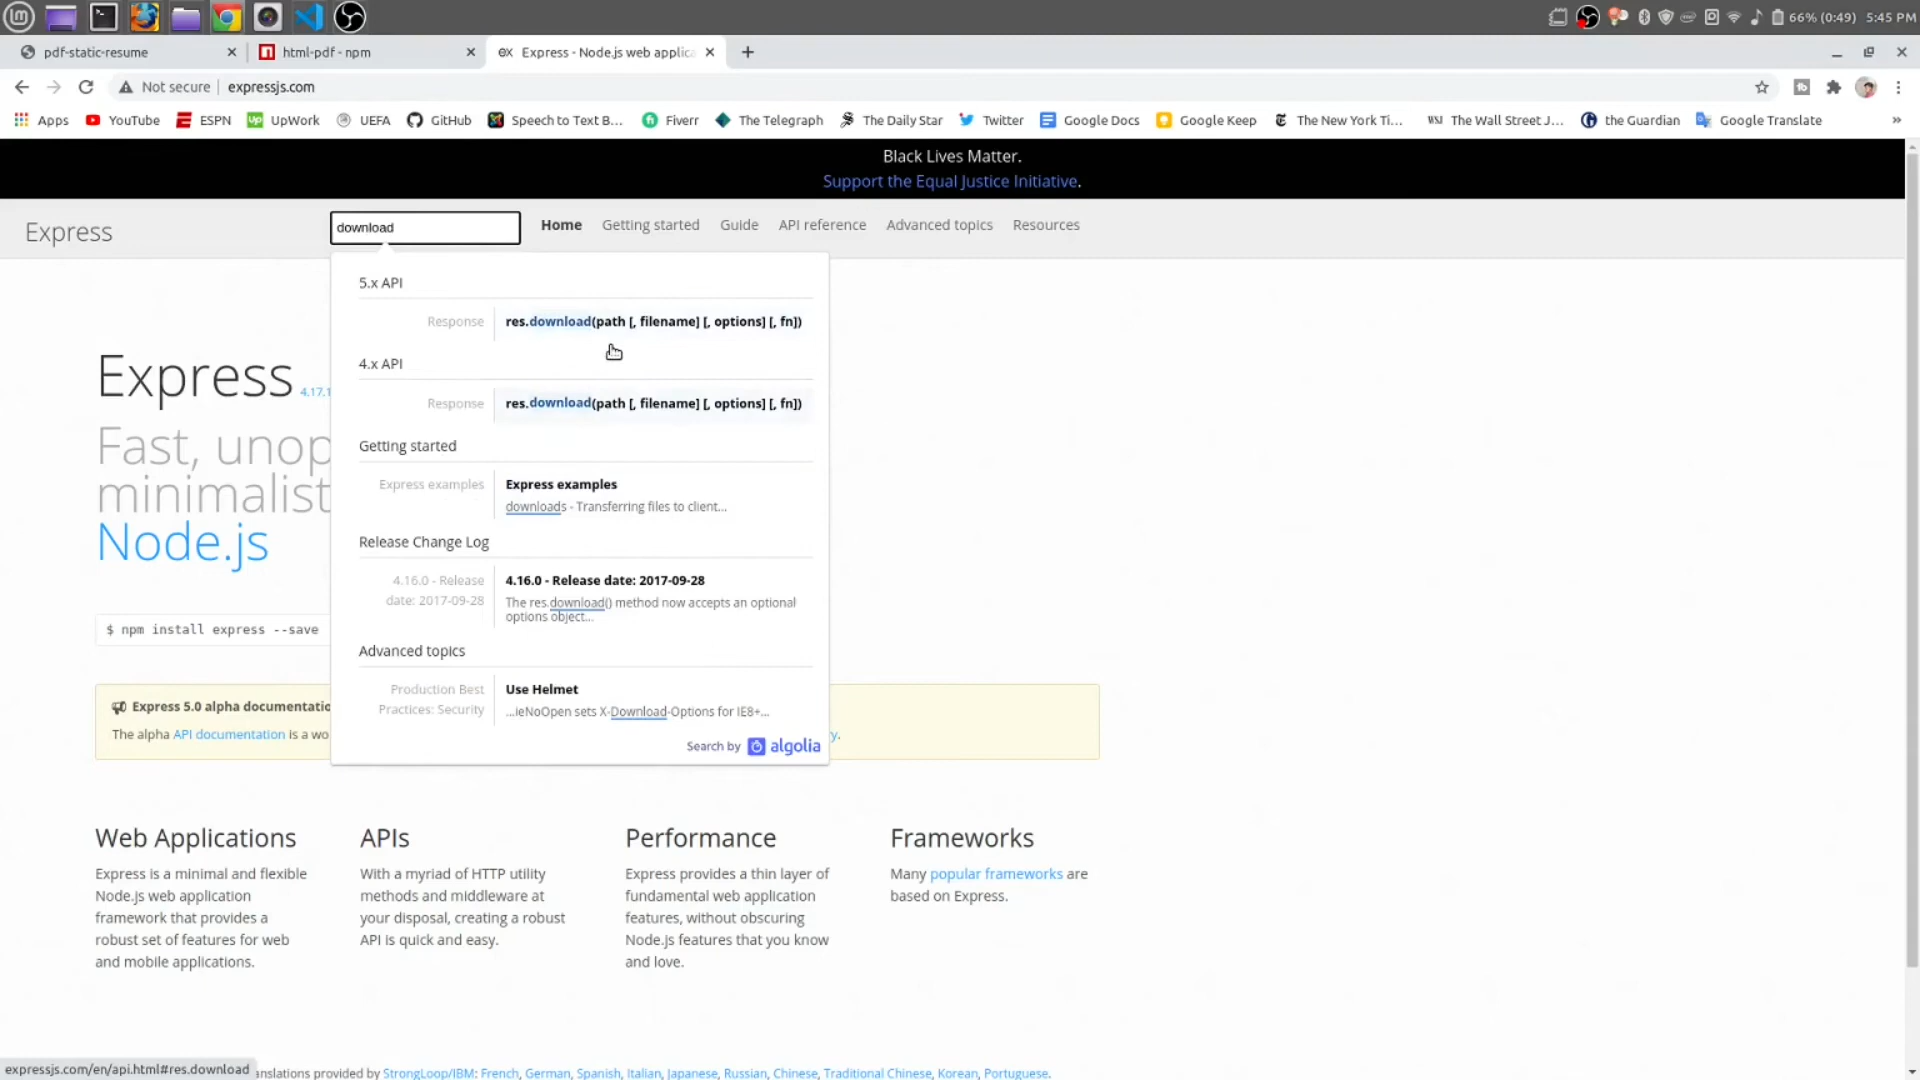 66% (0:49) 5:45 PM
pdf-static-resume
html-pdf - npm
Express - Node.js web applica
Not secure
expressjs.com
Apps
YouTube
ESPN
UpWork
UEFA
GitHub
Speech to Text B...
Fiverr
The Telegraph
The Daily Star
Twitter
Google Docs
Google Keep
The New York Ti...
The Wall Street J...
the Guardian
Google Translate
»
Black Lives Matter.
Support the Equal Justice Initiative.
Express
download
Home
Getting started
Guide
API reference
Advanced topics
Resources
5.x API
Response
res.download(path [, filename] [, options] [, fn])
4.x API
Response
res.download(path [, filename] [, options] [, fn])
Getting started
Express examples
Express examples
downloads - Transferring files to client...
Release Change Log
4.16.0 - Release
date: 2017-09-28
4.16.0 - Release date: 2017-09-28
The res.download() method now accepts an optional
options object...
Advanced topics
Production Best
Practices: Security
Use Helmet
...ieNoOpen sets X-Download-Options for IE8+...
Search by algolia
Express 4.17.1
Fast, unop
minimalist
Node.js
$ npm install express --save
Express 5.0 alpha documentatio
The alpha API documentation is a wo
y.
Web Applications
Express is a minimal and flexible
Node.js web application
framework that provides a
robust set of features for web
and mobile applications.
APIs
With a myriad of HTTP utility
methods and middleware at
your disposal, creating a robust
API is quick and easy.
Performance
Express provides a thin layer of
fundamental web application
features, without obscuring
Node.js features that you know
and love.
Frameworks
Many popular frameworks are
based on Express.
expressjs.com/en/api.html#res.download
anslations provided by StrongLoop/IBM: French, German, Spanish, Italian, Japanese, Russian, Chinese, Traditional Chinese, Korean, Portuguese.